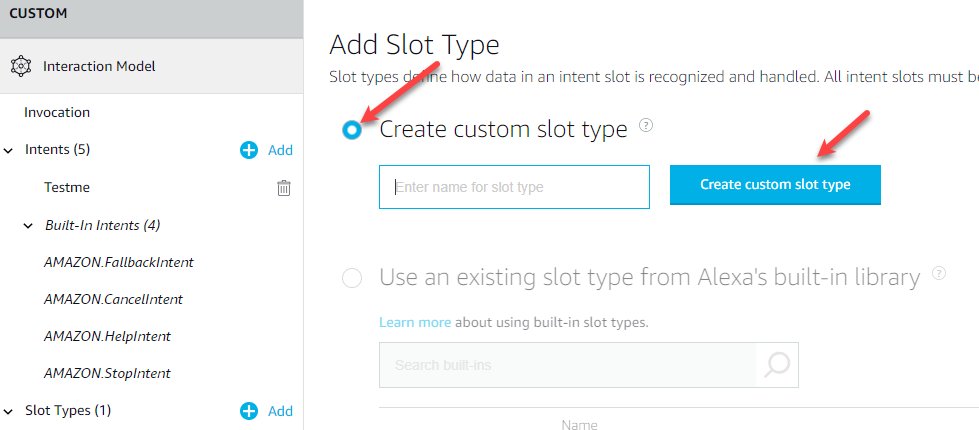 CUSTOM
Interaction Model
Invocation
Intents (5)
Add
Testme
Built-In Intents (4)
AMAZON.FallbackIntent
AMAZON.CancelIntent
AMAZON.HelpIntent
AMAZON.StopIntent
Slot Types (1)
Add
Add Slot Type
Slot types define how data in an intent slot is recognized and handled. All intent slots must
Create custom slot type ?
Enter name for slot type
Create custom slot type
Use an existing slot type from Alexa's built-in library ?
Learn more about using built-in slot types.
Search built-ins
Name